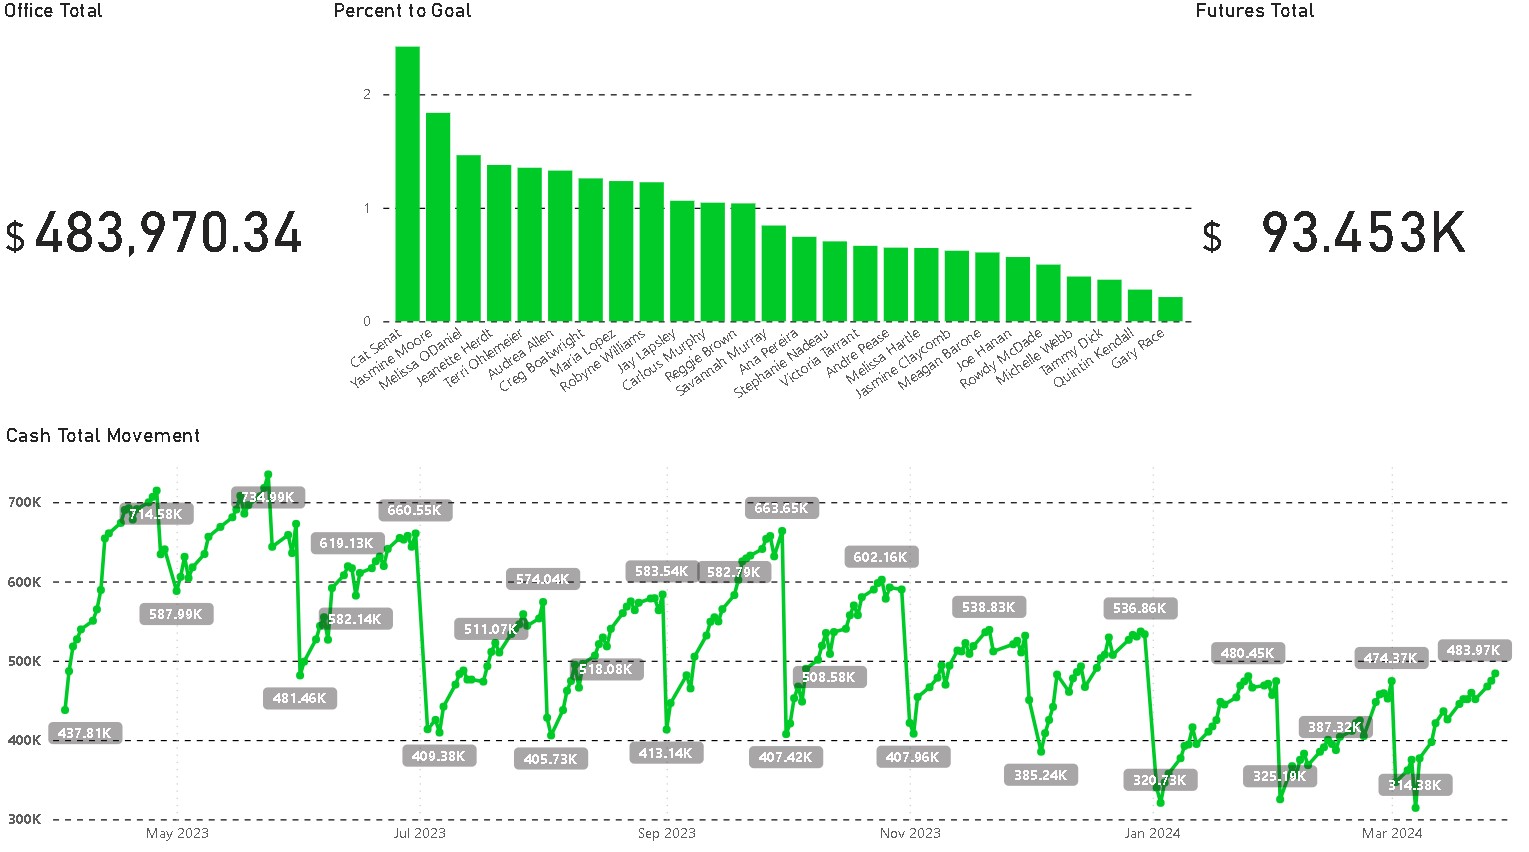 Office Total
Percent to Goal
Futures Total
2
1
0
$ 483,970.34
$ 93.453K
Cat Senat
Yasmine Moore
Melissa ODaniel
Jeanette Herdt
Terri Ohlemeier
Audrea Allen
Creg Boatwright
Maria Lopez
Robyne Williams
Jay Lapsley
Carlous Murphy
Reggie Brown
Savannah Murray
Ana Pereira
Stephanie Nadeau
Victoria Tarrant
Andre Pease
Melissa Hartle
Jasmine Claycomb
Meagan Barone
Joe Hanan
Rowdy McDade
Michelle Webb
Tammy Dick
Quintin Kendall
Gary Race
Cash Total Movement
700K
600K
500K
400K
300K
437.81K
714.58K
587.99K
734.99K
481.46K
619.13K
582.14K
660.55K
409.38K
511.07K
574.04K
405.73K
518.08K
583.54K
413.14K
582.79K
663.65K
407.42K
508.58K
602.16K
407.96K
538.83K
385.24K
536.86K
320.73K
480.45K
325.19K
387.32K
474.37K
314.38K
483.97K
May 2023
Jul 2023
Sep 2023
Nov 2023
Jan 2024
Mar 2024